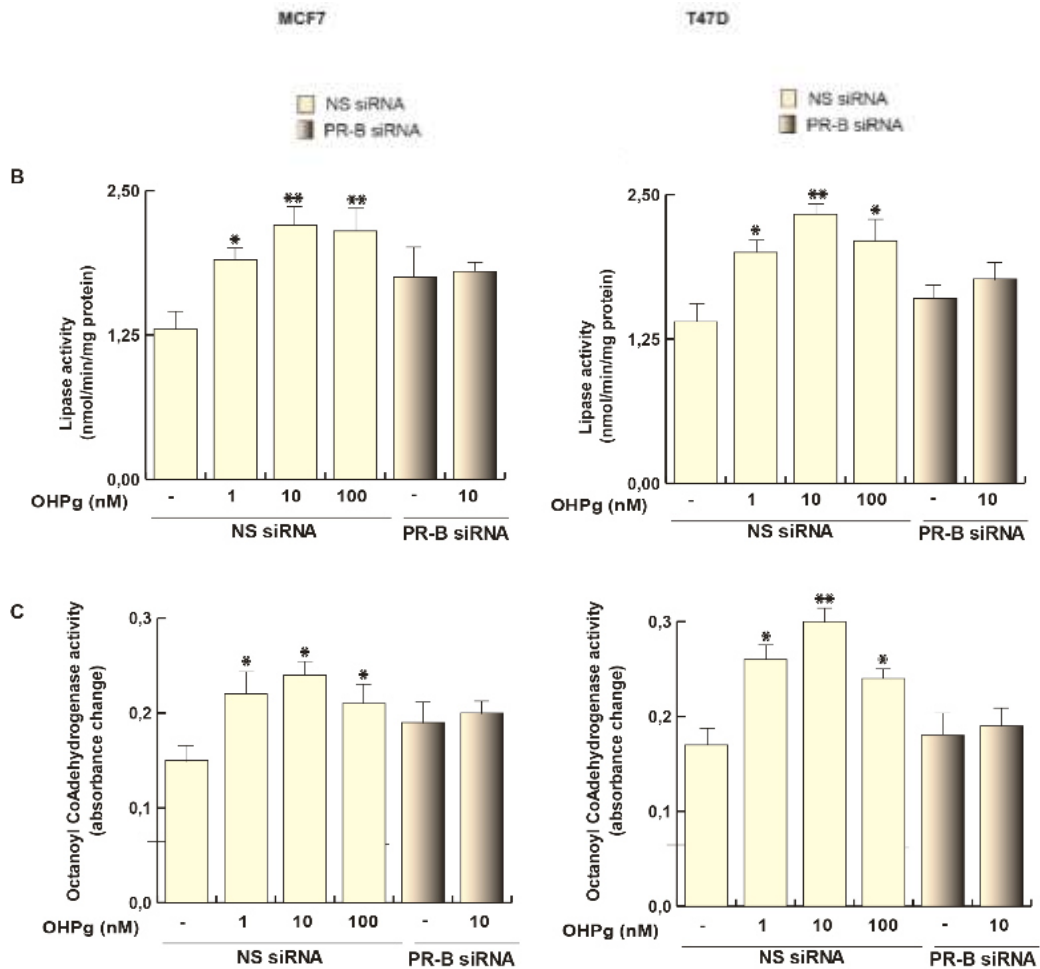 MCF7
T47D
NS siRNA
PR-B siRNA
NS siRNA
PR-B siRNA
B
2,50
1,25
0,00
Lipase activity
(nmol/min/mg protein)
* ** **
OHPg (nM) - 1 10 100 - 10
NS siRNA PR-B siRNA
2,50
1,25
0,00
Lipase activity
(nmol/min/mg protein)
* ** *
OHPg (nM) - 1 10 100 - 10
NS siRNA PR-B siRNA
C
0,3
0,2
0,1
0,0
Octanoyl CoAdehydrogenase activity
(absorbance change)
* * *
OHPg (nM) - 1 10 100 - 10
NS siRNA PR-B siRNA
0,3
0,2
0,1
0,0
Octanoyl CoAdehydrogenase activity
(absorbance change)
* ** *
OHPg (nM) - 1 10 100 - 10
NS siRNA PR-B siRNA